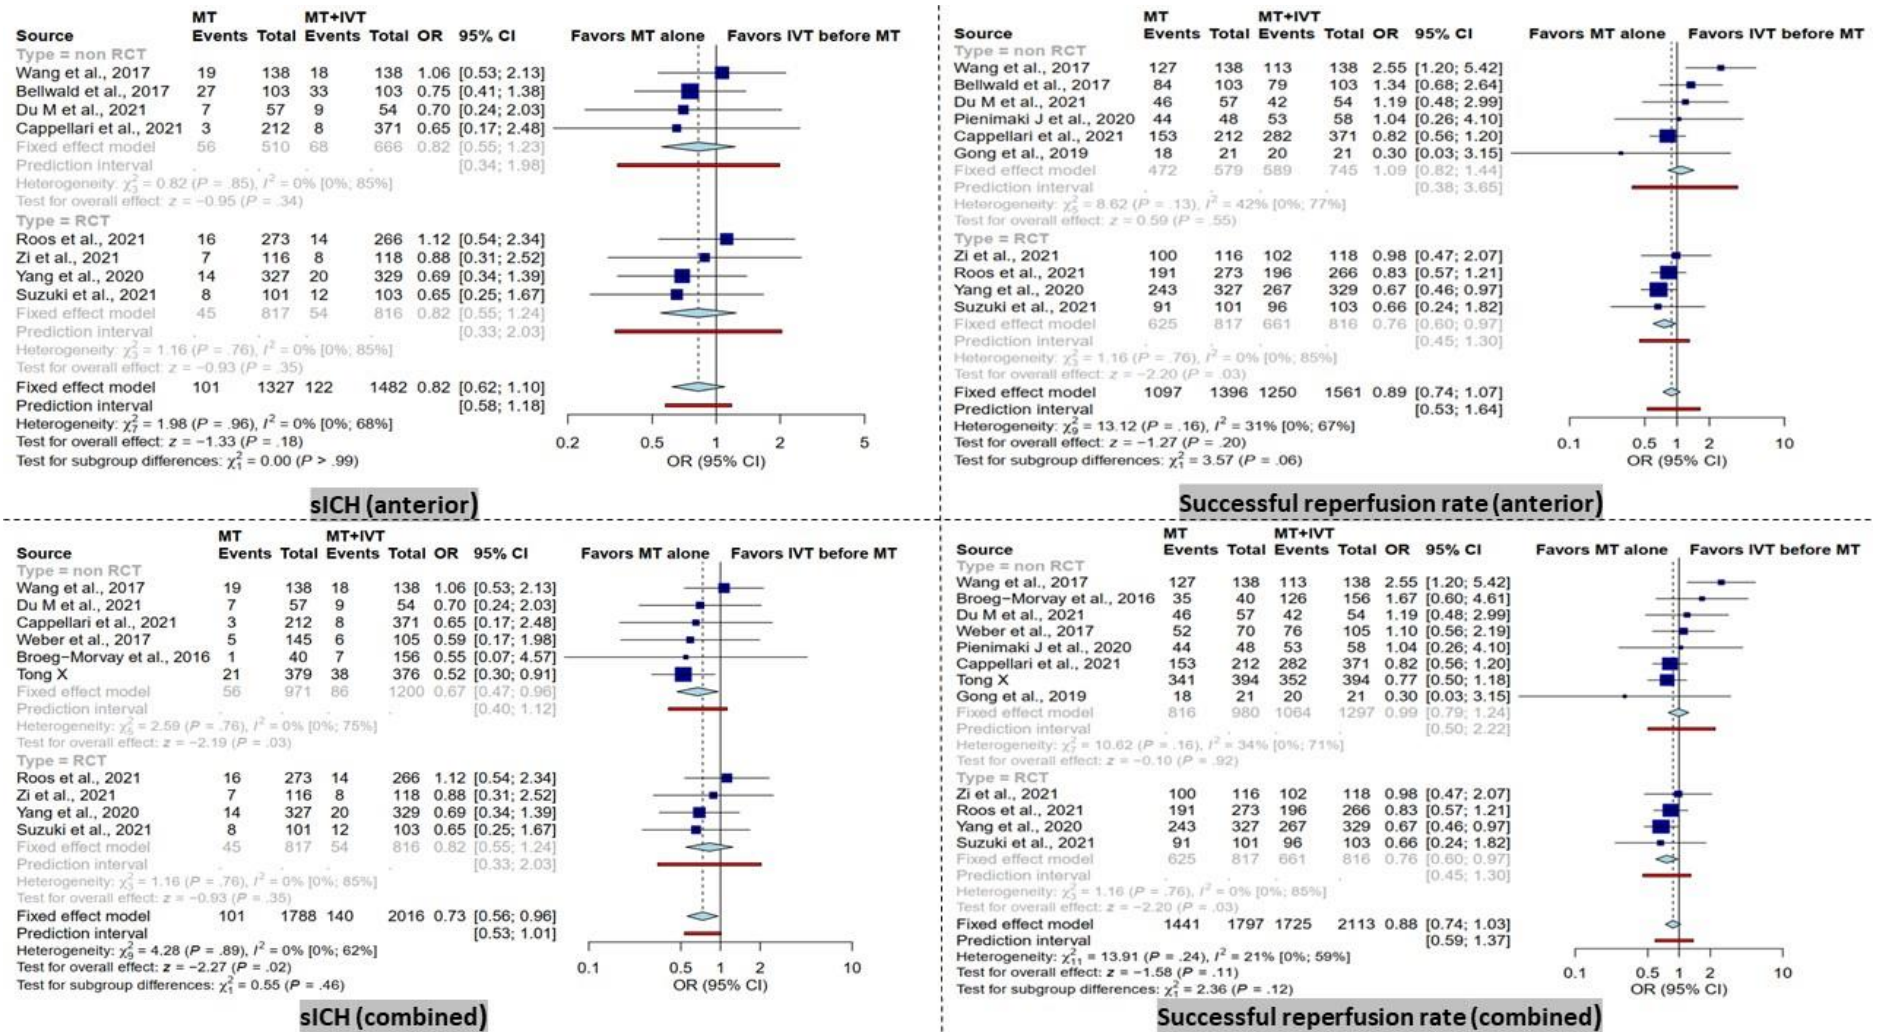 MT MT+IVT
Source Events Total Events Total OR 95% CI Favors MT alone Favors IVT before MT
Type = non RCT
Wang et al., 2017 19 138 18 138 1.06 [0.53; 2.13]
Bellwald et al., 2017 27 103 33 103 0.75 [0.41; 1.38]
Du M et al., 2021 7 57 9 54 0.70 [0.24; 2.03]
Cappellari et al., 2021 3 212 8 371 0.65 [0.17; 2.48]
Fixed effect model 56 510 68 666 0.82 [0.55; 1.23]
Prediction interval . . . . [0.34; 1.98]
Heterogeneity: χ²₃ = 0.82 (P = .85), I² = 0% [0%; 85%]
Test for overall effect: z = −0.95 (P = .34)
Type = RCT
Roos et al., 2021 16 273 14 266 1.12 [0.54; 2.34]
Zi et al., 2021 7 116 8 118 0.88 [0.31; 2.52]
Yang et al., 2020 14 327 20 329 0.69 [0.34; 1.39]
Suzuki et al., 2021 8 101 12 103 0.65 [0.25; 1.67]
Fixed effect model 45 817 54 816 0.82 [0.55; 1.24]
Prediction interval . . . . [0.33; 2.03]
Heterogeneity: χ²₃ = 1.16 (P = .76), I² = 0% [0%; 85%]
Test for overall effect: z = −0.93 (P = .35)
Fixed effect model 101 1327 122 1482 0.82 [0.62; 1.10]
Prediction interval [0.58; 1.18]
Heterogeneity: χ²₇ = 1.98 (P = .96), I² = 0% [0%; 68%]
Test for overall effect: z = −1.33 (P = .18)
Test for subgroup differences: χ²₁ = 0.00 (P > .99)
0.2 0.5 1 2 5
OR (95% CI)
sICH (anterior)
MT MT+IVT
Source Events Total Events Total OR 95% CI Favors MT alone Favors IVT before MT
Type = non RCT
Wang et al., 2017 127 138 113 138 2.55 [1.20; 5.42]
Bellwald et al., 2017 84 103 79 103 1.34 [0.68; 2.64]
Du M et al., 2021 46 57 42 54 1.19 [0.48; 2.99]
Pienimaki J et al., 2020 44 48 53 58 1.04 [0.26; 4.10]
Cappellari et al., 2021 153 212 282 371 0.82 [0.56; 1.20]
Gong et al., 2019 18 21 20 21 0.30 [0.03; 3.15]
Fixed effect model 472 579 589 745 1.09 [0.82; 1.44]
Prediction interval . . . . [0.38; 3.65]
Heterogeneity: χ²₅ = 8.62 (P = .13), I² = 42% [0%; 77%]
Test for overall effect: z = 0.59 (P = .55)
Type = RCT
Zi et al., 2021 100 116 102 118 0.98 [0.47; 2.07]
Roos et al., 2021 191 273 196 266 0.83 [0.57; 1.21]
Yang et al., 2020 243 327 267 329 0.67 [0.46; 0.97]
Suzuki et al., 2021 91 101 96 103 0.66 [0.24; 1.82]
Fixed effect model 625 817 661 816 0.76 [0.60; 0.97]
Prediction interval . . . . [0.45; 1.30]
Heterogeneity: χ²₃ = 1.16 (P = .76), I² = 0% [0%; 85%]
Test for overall effect: z = −2.20 (P = .03)
Fixed effect model 1097 1396 1250 1561 0.89 [0.74; 1.07]
Prediction interval [0.53; 1.64]
Heterogeneity: χ²₉ = 13.12 (P = .16), I² = 31% [0%; 67%]
Test for overall effect: z = −1.27 (P = .20)
Test for subgroup differences: χ²₁ = 3.57 (P = .06)
0.1 0.5 1 2 10
OR (95% CI)
Successful reperfusion rate (anterior)
MT MT+IVT
Source Events Total Events Total OR 95% CI Favors MT alone Favors IVT before MT
Type = non RCT
Wang et al., 2017 19 138 18 138 1.06 [0.53; 2.13]
Du M et al., 2021 7 57 9 54 0.70 [0.24; 2.03]
Cappellari et al., 2021 3 212 8 371 0.65 [0.17; 2.48]
Weber et al., 2017 5 145 6 105 0.59 [0.17; 1.98]
Broeg−Morvay et al., 2016 1 40 7 156 0.55 [0.07; 4.57]
Tong X 21 379 38 376 0.52 [0.30; 0.91]
Fixed effect model 56 971 86 1200 0.67 [0.47; 0.96]
Prediction interval . . . . [0.40; 1.12]
Heterogeneity: χ²₅ = 2.59 (P = .76), I² = 0% [0%; 75%]
Test for overall effect: z = −2.19 (P = .03)
Type = RCT
Roos et al., 2021 16 273 14 266 1.12 [0.54; 2.34]
Zi et al., 2021 7 116 8 118 0.88 [0.31; 2.52]
Yang et al., 2020 14 327 20 329 0.69 [0.34; 1.39]
Suzuki et al., 2021 8 101 12 103 0.65 [0.25; 1.67]
Fixed effect model 45 817 54 816 0.82 [0.55; 1.24]
Prediction interval . . . . [0.33; 2.03]
Heterogeneity: χ²₃ = 1.16 (P = .76), I² = 0% [0%; 85%]
Test for overall effect: z = −0.93 (P = .35)
Fixed effect model 101 1788 140 2016 0.73 [0.56; 0.96]
Prediction interval [0.53; 1.01]
Heterogeneity: χ²₉ = 4.28 (P = .89), I² = 0% [0%; 62%]
Test for overall effect: z = −2.27 (P = .02)
Test for subgroup differences: χ²₁ = 0.55 (P = .46)
0.1 0.5 1 2 10
OR (95% CI)
sICH (combined)
MT MT+IVT
Source Events Total Events Total OR 95% CI Favors MT alone Favors IVT before MT
Type = non RCT
Wang et al., 2017 127 138 113 138 2.55 [1.20; 5.42]
Broeg−Morvay et al., 2016 35 40 126 156 1.67 [0.60; 4.61]
Du M et al., 2021 46 57 42 54 1.19 [0.48; 2.99]
Weber et al., 2017 52 70 76 105 1.10 [0.56; 2.19]
Pienimaki J et al., 2020 44 48 53 58 1.04 [0.26; 4.10]
Cappellari et al., 2021 153 212 282 371 0.82 [0.56; 1.20]
Tong X 341 394 352 394 0.77 [0.50; 1.18]
Gong et al., 2019 18 21 20 21 0.30 [0.03; 3.15]
Fixed effect model 816 980 1064 1297 0.99 [0.79; 1.24]
Prediction interval . . . . [0.50; 2.22]
Heterogeneity: χ²₇ = 10.62 (P = .16), I² = 34% [0%; 71%]
Test for overall effect: z = −0.10 (P = .92)
Type = RCT
Zi et al., 2021 100 116 102 118 0.98 [0.47; 2.07]
Roos et al., 2021 191 273 196 266 0.83 [0.57; 1.21]
Yang et al., 2020 243 327 267 329 0.67 [0.46; 0.97]
Suzuki et al., 2021 91 101 96 103 0.66 [0.24; 1.82]
Fixed effect model 625 817 661 816 0.76 [0.60; 0.97]
Prediction interval . . . . [0.45; 1.30]
Heterogeneity: χ²₃ = 1.16 (P = .76), I² = 0% [0%; 85%]
Test for overall effect: z = −2.20 (P = .03)
Fixed effect model 1441 1797 1725 2113 0.88 [0.74; 1.03]
Prediction interval [0.59; 1.37]
Heterogeneity: χ²₁₁ = 13.91 (P = .24), I² = 21% [0%; 59%]
Test for overall effect: z = −1.58 (P = .11)
Test for subgroup differences: χ²₁ = 2.36 (P = .12)
0.1 0.5 1 2 10
OR (95% CI)
Successful reperfusion rate (combined)